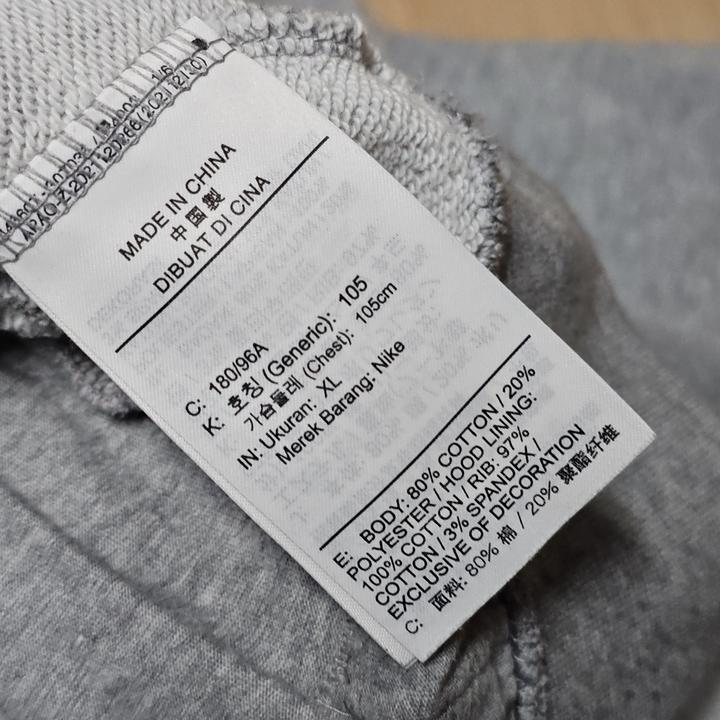 MADE IN CHINA
中国製
DIBUAT DI CINA
C: 180/96A
K: 호칭 (Generic): 105
가슴둘레 (Chest): 105cm
IN: Ukuran: XL
Merek Barang: Nike
E: BODY: 80% COTTON / 20%
POLYESTER / HOOD LINING:
100% COTTON / RIB: 97%
COTTON / 3% SPANDEX /
EXCLUSIVE OF DECORATION
C: 面料: 80% 棉 / 20% 聚酯纤维